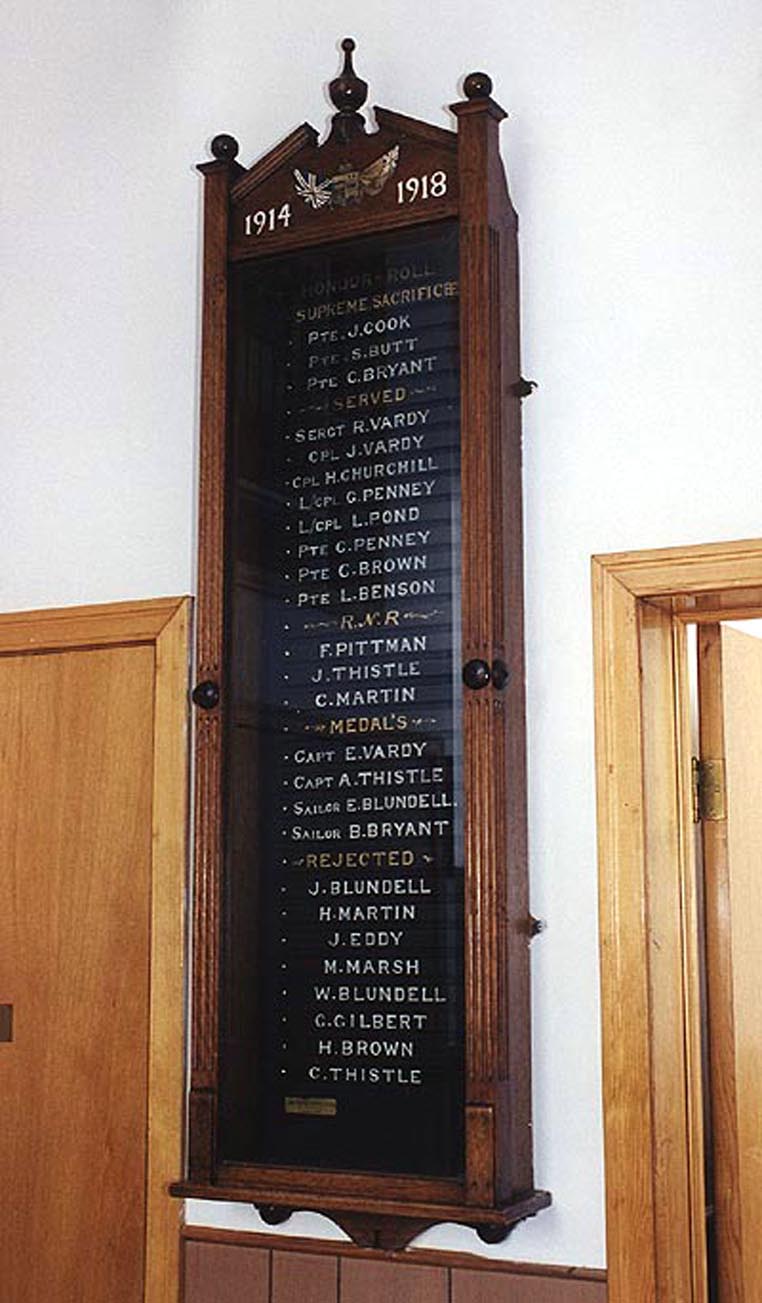 1914 1918
HONOUR-ROLL
SUPREME SACRIFICE
PTE. J. COOK
PTE. S. BUTT
PTE C. BRYANT
SERVED
SERGT R. VARDY
CPL J. VARDY
CPL H. CHURCHILL
L/CPL G. PENNEY
L/CPL L. POND
PTE C. PENNEY
PTE C. BROWN
PTE L. BENSON
R.N.R
F. PITTMAN
J. THISTLE
C. MARTIN
MEDAL'S
CAPT E. VARDY
CAPT A. THISTLE
SAILOR E. BLUNDELL.
SAILOR B. BRYANT
REJECTED
J. BLUNDELL
H. MARTIN
J. EDDY
M. MARSH
W. BLUNDELL
G. GILBERT
H. BROWN
C. THISTLE